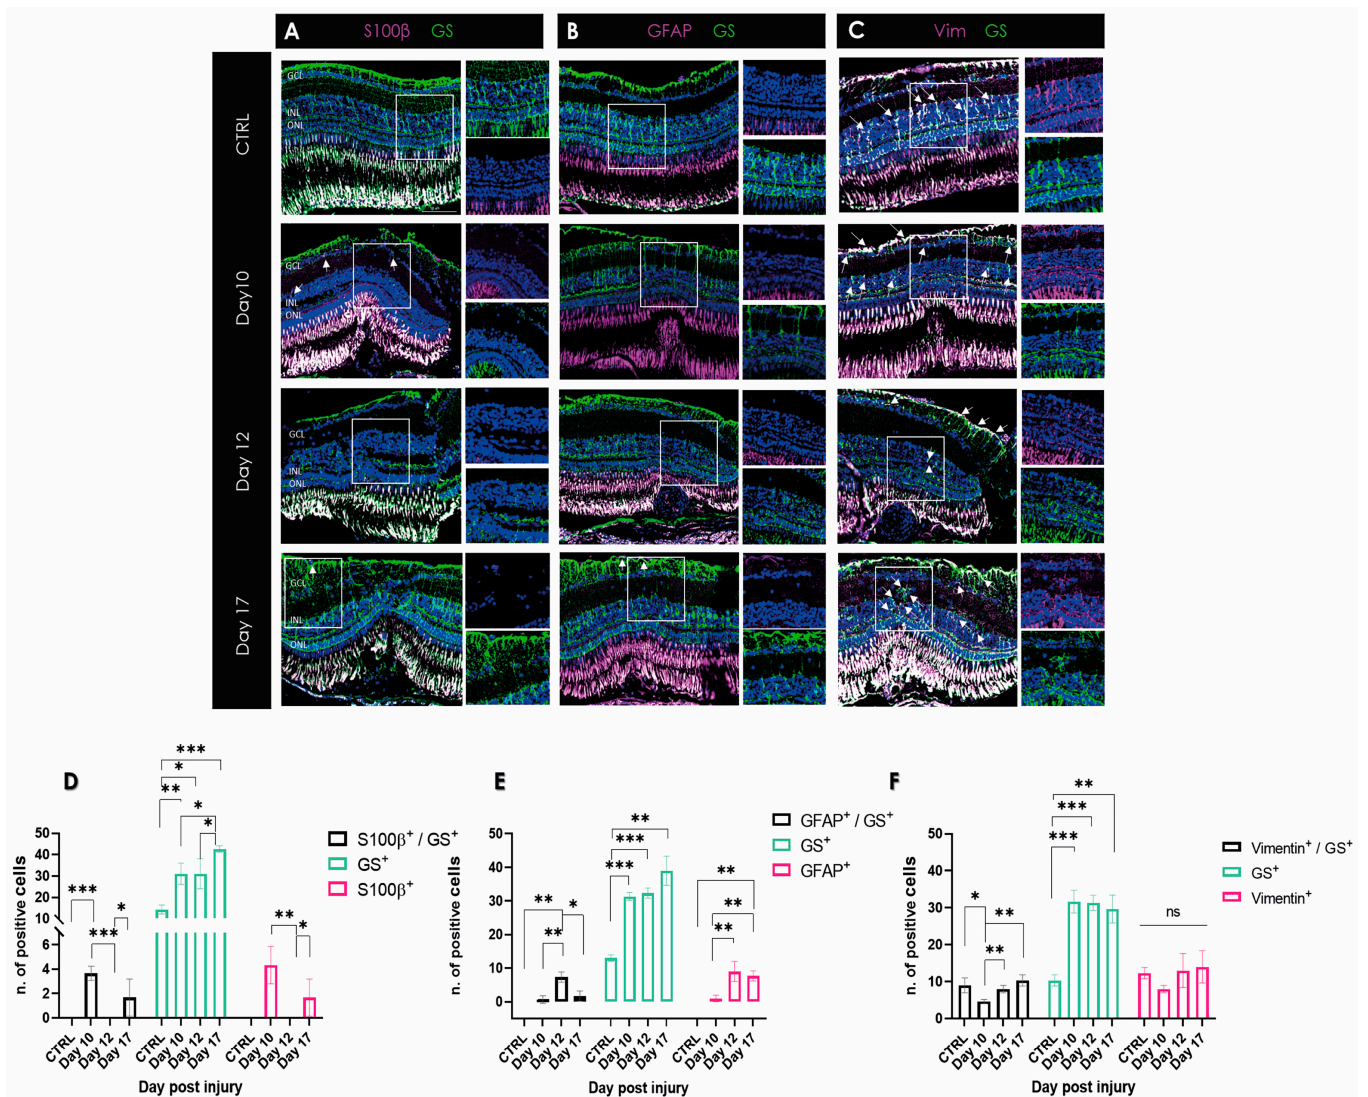 A S100β GS
B GFAP GS
C Vim GS
CTRL
GCL
INL
ONL
Day10
GCL
INL
ONL
Day 12
GCL
INL
ONL
Day 17
GCL
INL
ONL
D
***
*
**
*
*
***
***
*
**
*
50
40
30
20
10
6
4
2
0
n. of positive cells
CTRL
Day 10
Day 12
Day 17
CTRL
Day 10
Day 12
Day 17
CTRL
Day 10
Day 12
Day 17
Day post injury
S100β+ / GS+
GS+
S100β+
E
**
***
***
**
*
**
**
**
**
50
40
30
20
10
0
n. of positive cells
CTRL
Day 10
Day 12
Day 17
CTRL
Day 10
Day 12
Day 17
CTRL
Day 10
Day 12
Day 17
Day post injury
GFAP+ / GS+
GS+
GFAP+
F
**
***
***
*
**
**
ns
50
40
30
20
10
0
n. of positive cells
CTRL
Day 10
Day 12
Day 17
CTRL
Day 10
Day 12
Day 17
CTRL
Day 10
Day 12
Day 17
Day post injury
Vimentin+ / GS+
GS+
Vimentin+